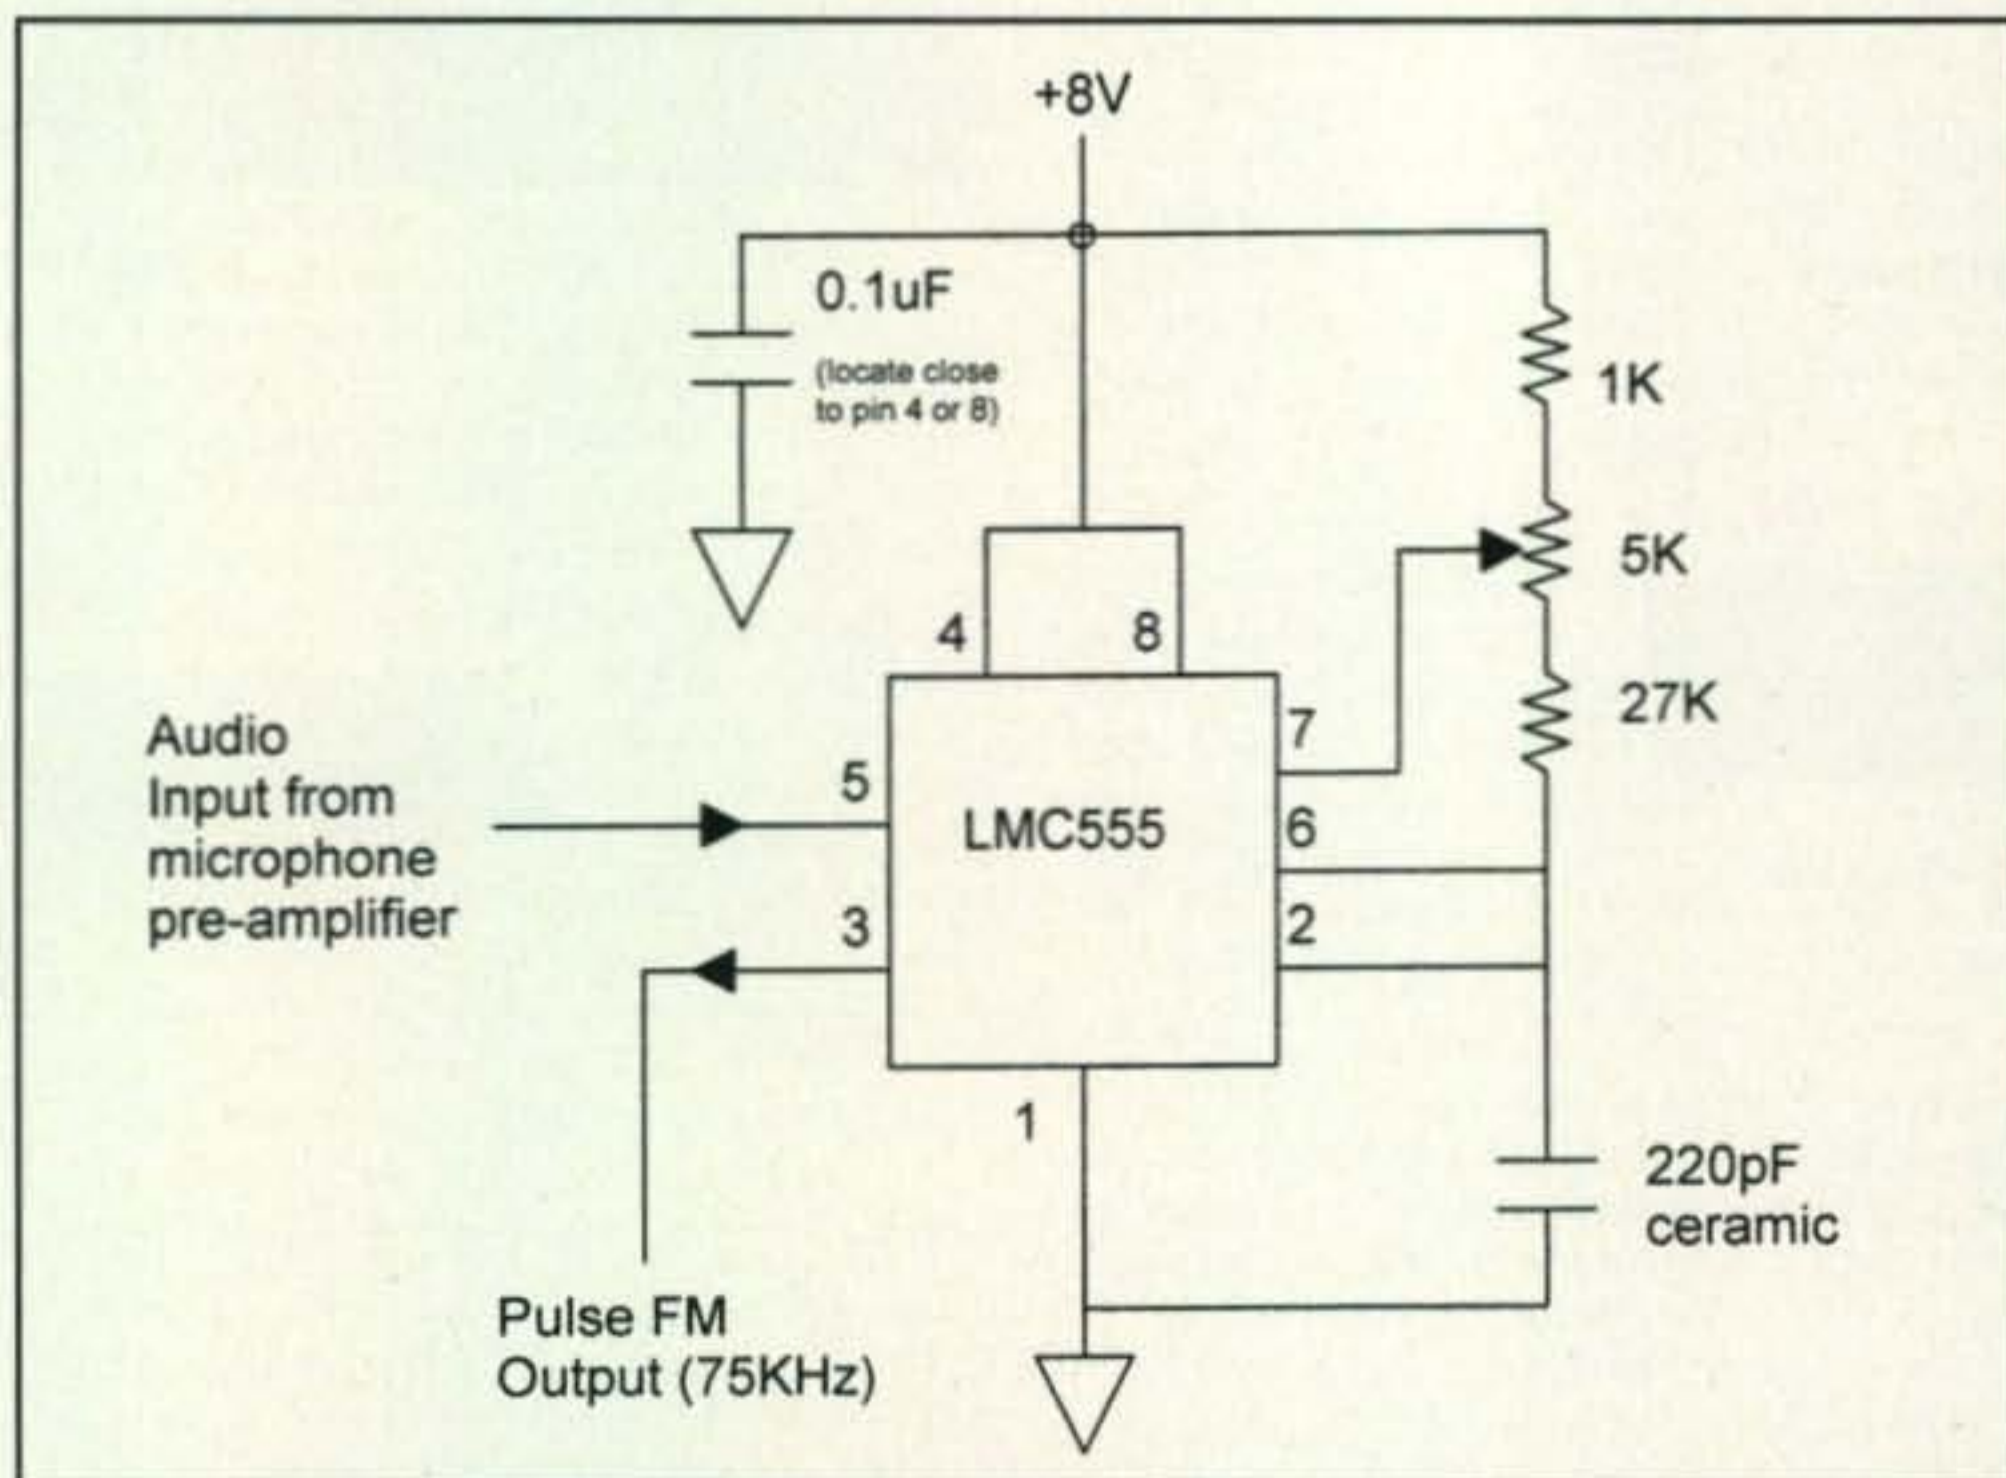 +8V
0.1uF
(locate close
to pin 4 or 8)
1K
5K
4
8
27K
7
Audio
Input from
microphone
pre-amplifier
5
LMC555
6
3
2
1
220pF
ceramic
Pulse FM
Output (75KHz)